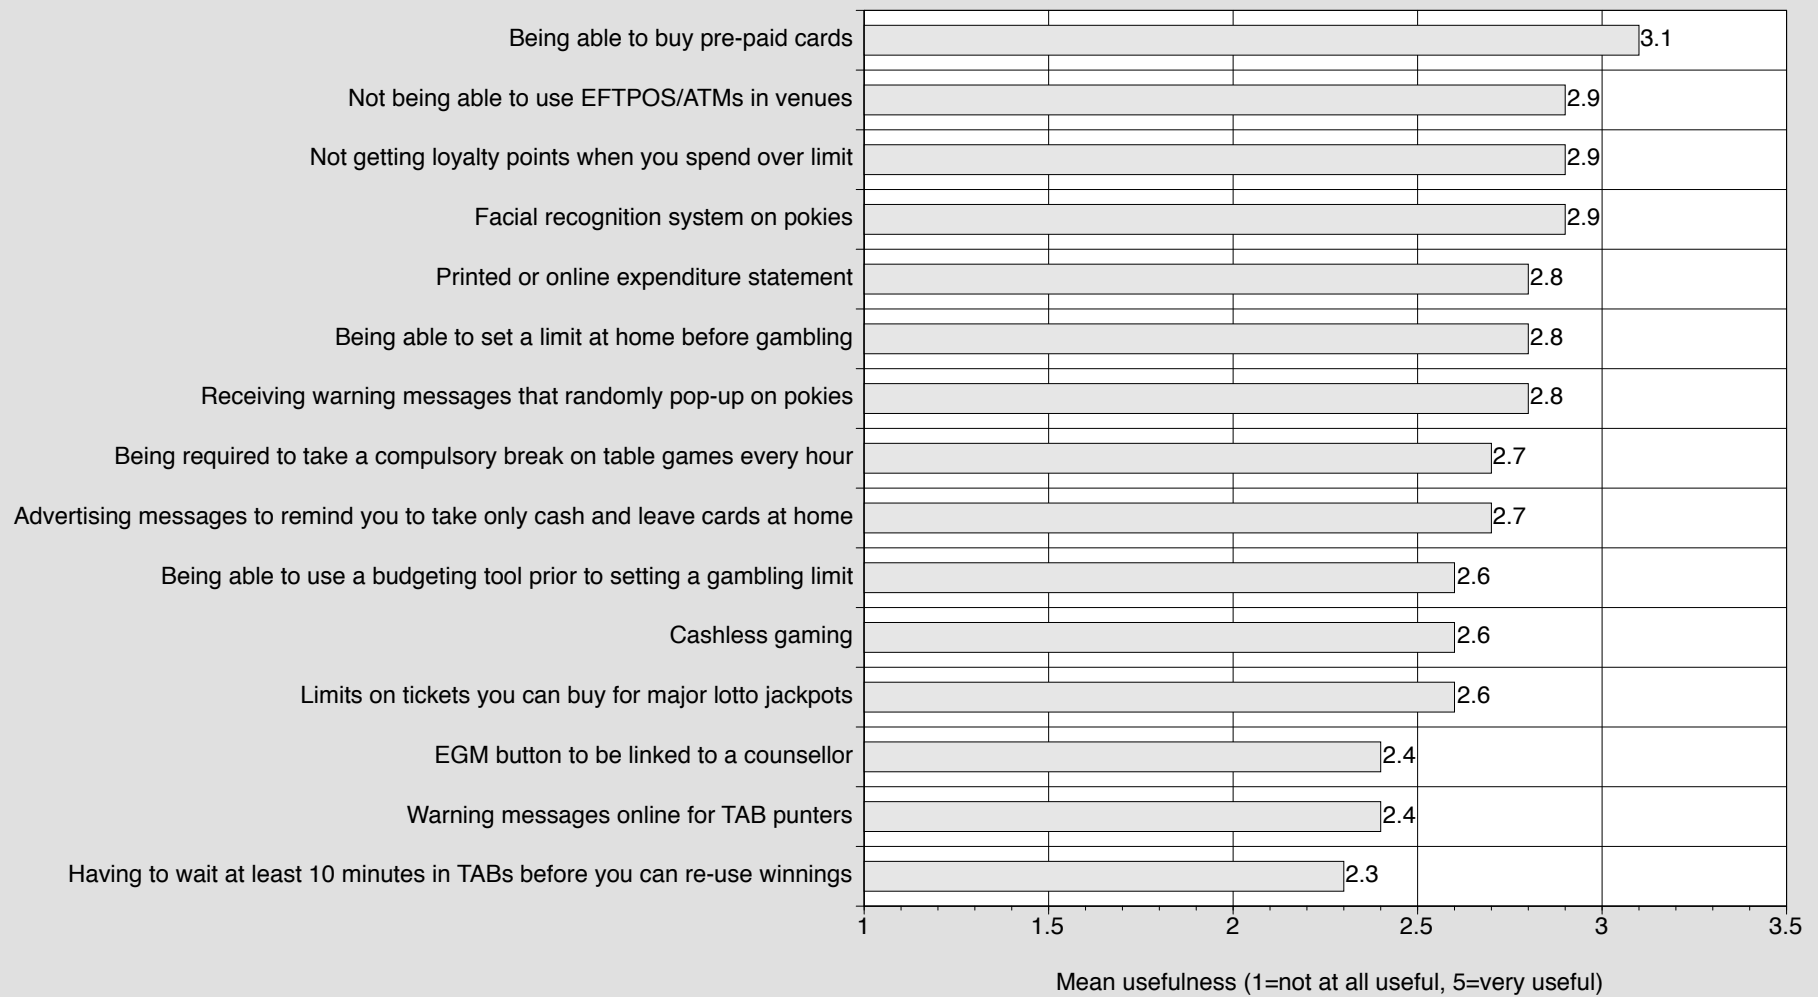 Being able to buy pre-paid cards 3.1
Not being able to use EFTPOS/ATMs in venues 2.9
Not getting loyalty points when you spend over limit 2.9
Facial recognition system on pokies 2.9
Printed or online expenditure statement 2.8
Being able to set a limit at home before gambling 2.8
Receiving warning messages that randomly pop-up on pokies 2.8
Being required to take a compulsory break on table games every hour 2.7
Advertising messages to remind you to take only cash and leave cards at home 2.7
Being able to use a budgeting tool prior to setting a gambling limit 2.6
Cashless gaming 2.6
Limits on tickets you can buy for major lotto jackpots 2.6
EGM button to be linked to a counsellor 2.4
Warning messages online for TAB punters 2.4
Having to wait at least 10 minutes in TABs before you can re-use winnings 2.3
1 1.5 2 2.5 3 3.5
Mean usefulness (1=not at all useful, 5=very useful)